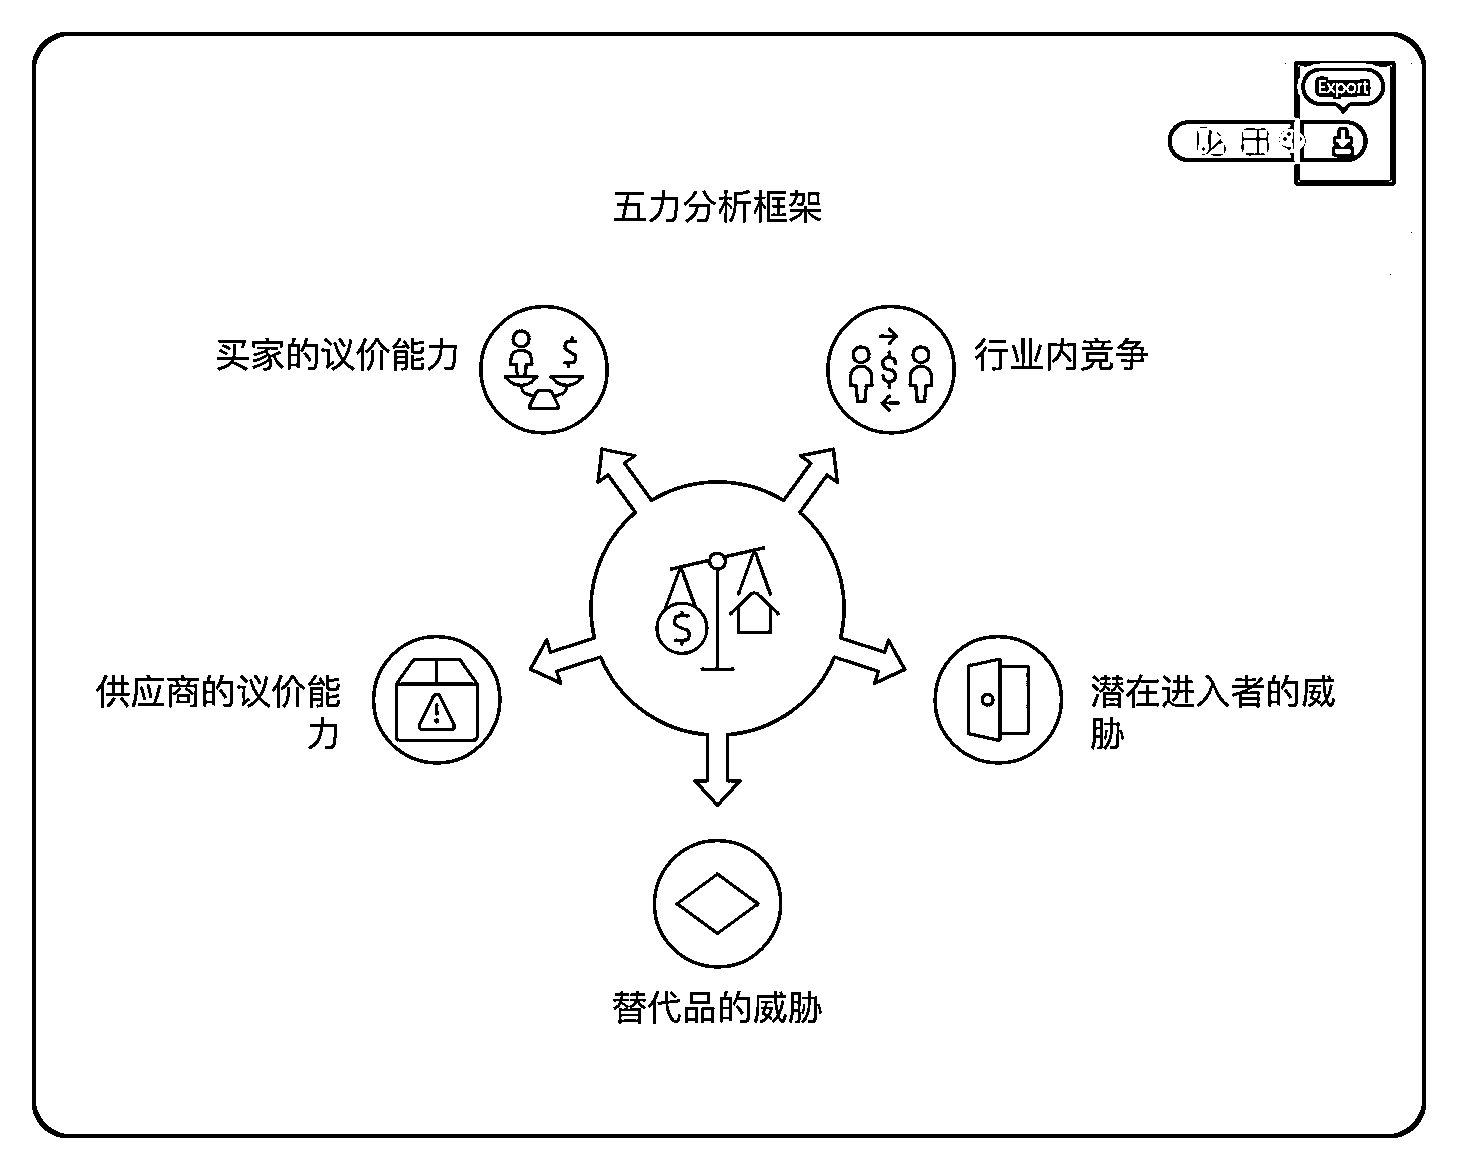 Export
五力分析框架
买家的议价能力
行业内竞争
供应商的议价能
力
潜在进入者的威
胁
替代品的威胁